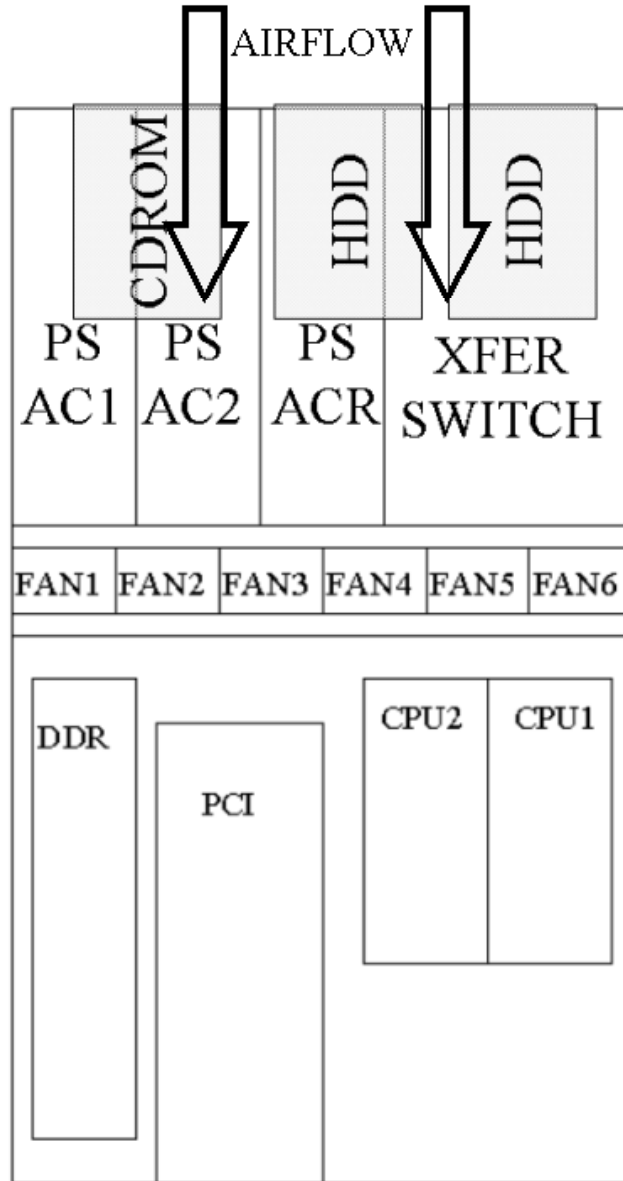 AIRFLOW
CDROM
HDD
HDD
PS
AC1
PS
AC2
PS
ACR
XFER
SWITCH
FAN1
FAN2
FAN3
FAN4
FAN5
FAN6
DDR
PCI
CPU2
CPU1